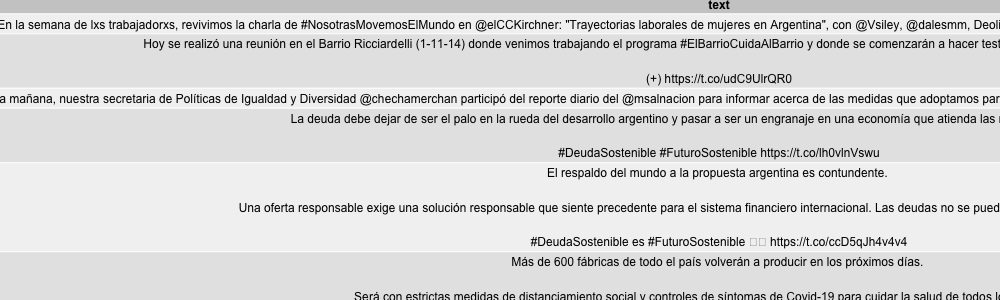 text
En la semana de lxs trabajadorxs, revivimos la charla de #NosotrasMovemosElMundo en @elCCKirchner: "Trayectorias laborales de mujeres en Argentina", con @Vsiley, @dalesmm,
Hoy se realizó una reunión en el Barrio Ricciardelli (1-11-14) donde venimos trabajando el programa #ElBarrioCuidaAlBarrio y donde se comenzarán a hacer
(+) https://t.co/udC9UlrQR0
a mañana, nuestra secretaria de Políticas de Igualdad y Diversidad @chechamerchan participó del reporte diario del @msalnacion para informar acerca de las medidas que adoptamos
La deuda debe dejar de ser el palo en la rueda del desarrollo argentino y pasar a ser un engranaje en una economía que atienda las
#DeudaSostenible #FuturoSostenible https://t.co/lh0vlnVswu
El respaldo del mundo a la propuesta argentina es contundente.
Una oferta responsable exige una solución responsable que siente precedente para el sistema financiero internacional. Las deudas no se
#DeudaSostenible es #FuturoSostenible https://t.co/ccD5qJh4v4v4
Más de 600 fábricas de todo el país volverán a producir en los próximos días.
Será con estrictas medidas de distanciamiento social y controles de síntomas de Covid-19 para cuidar la salud de todos